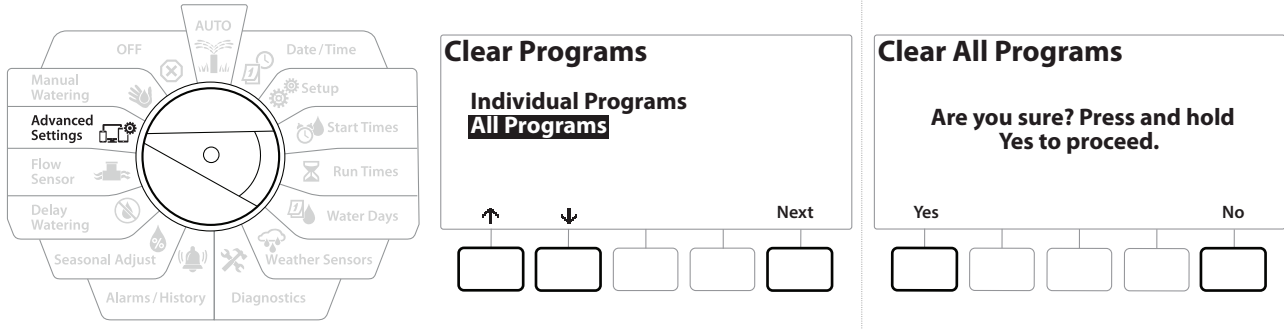 AUTO
OFF
Date / Time
Manual
Watering
Setup
Advanced
Settings
Start Times
Flow
Sensor
Run Times
Delay
Watering
Water Days
Seasonal Adjust
Weather Sensors
Alarms / History
Diagnostics
Clear Programs
Individual Programs
All Programs
Next
Clear All Programs
Are you sure? Press and hold
Yes to proceed.
Yes
No